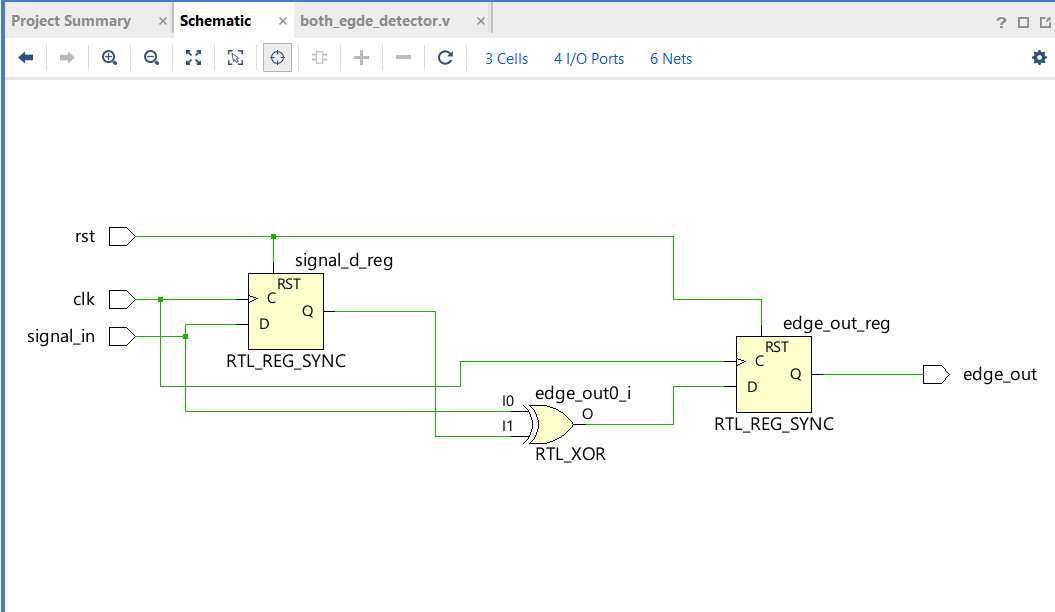 Project Summary × Schematic × both_egde_detector.v ×
?
3 Cells 4 I/O Ports 6 Nets
rst
signal_d_reg
RST
clk
C
Q
signal_in
D
RTL_REG_SYNC
edge_out_reg
RST
C
Q
D
edge_out
RTL_REG_SYNC
edge_out0_i
I0
O
I1
RTL_XOR